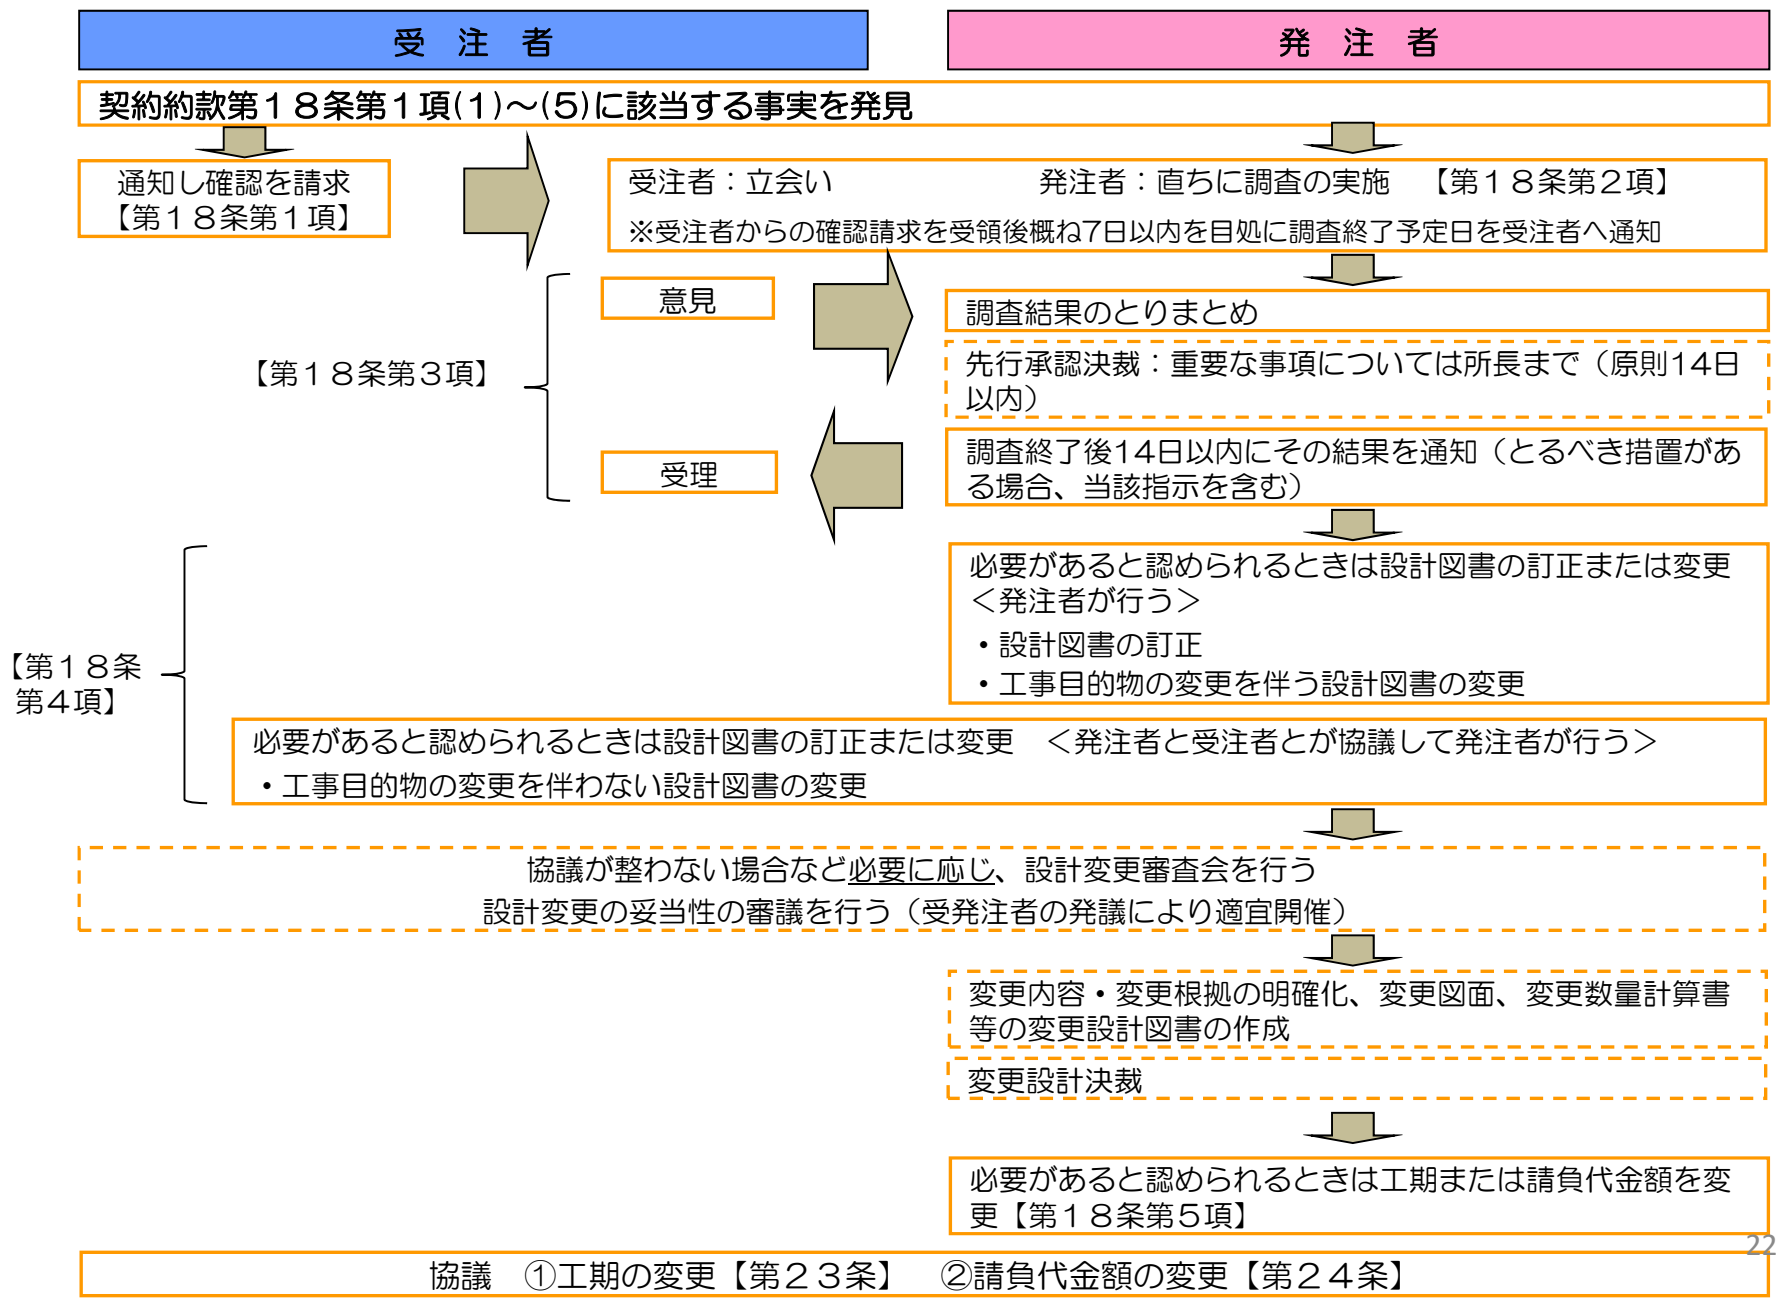 受　注　者
発　注　者
契約約款第１８条第１項(1)～(5)に該当する事実を発見
通知し確認を請求
【第１８条第１項】
受注者：立会い　　　　　　　発注者：直ちに調査の実施　【第１８条第２項】
※受注者からの確認請求を受領後概ね7日以内を目処に調査終了予定日を受注者へ通知
意見
調査結果のとりまとめ
【第１８条第３項】
先行承認決裁：重要な事項については所長まで（原則14日
以内）
受理
調査終了後14日以内にその結果を通知（とるべき措置があ
る場合、当該指示を含む）
必要があると認められるときは設計図書の訂正または変更
＜発注者が行う＞
・設計図書の訂正
・工事目的物の変更を伴う設計図書の変更
【第１８条
第４項】
必要があると認められるときは設計図書の訂正または変更　＜発注者と受注者とが協議して発注者が行う＞
・工事目的物の変更を伴わない設計図書の変更
協議が整わない場合など必要に応じ、設計変更審査会を行う
設計変更の妥当性の審議を行う（受発注者の発議により適宜開催）
変更内容・変更根拠の明確化、変更図面、変更数量計算書
等の変更設計図書の作成
変更設計決裁
必要があると認められるときは工期または請負代金額を変
更【第１８条第５項】
22
協議　①工期の変更【第２３条】　②請負代金額の変更【第２４条】